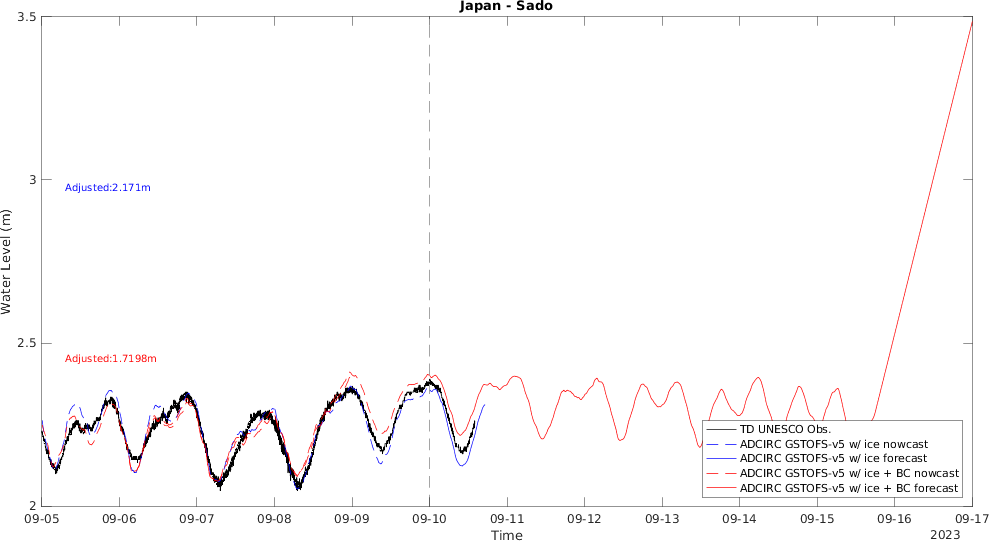 Japan - Sado
3.5
3
2.5
2
Water Level (m)
Adjusted:2.171m
Adjusted:1.7198m
TD UNESCO Obs.
ADCIRC GSTOFS-v5 w/ ice nowcast
ADCIRC GSTOFS-v5 w/ ice forecast
ADCIRC GSTOFS-v5 w/ ice + BC nowcast
ADCIRC GSTOFS-v5 w/ ice + BC forecast
09-05 09-06 09-07 09-08 09-09 09-10 09-11 09-12 09-13 09-14 09-15 09-16 09-17
Time
2023